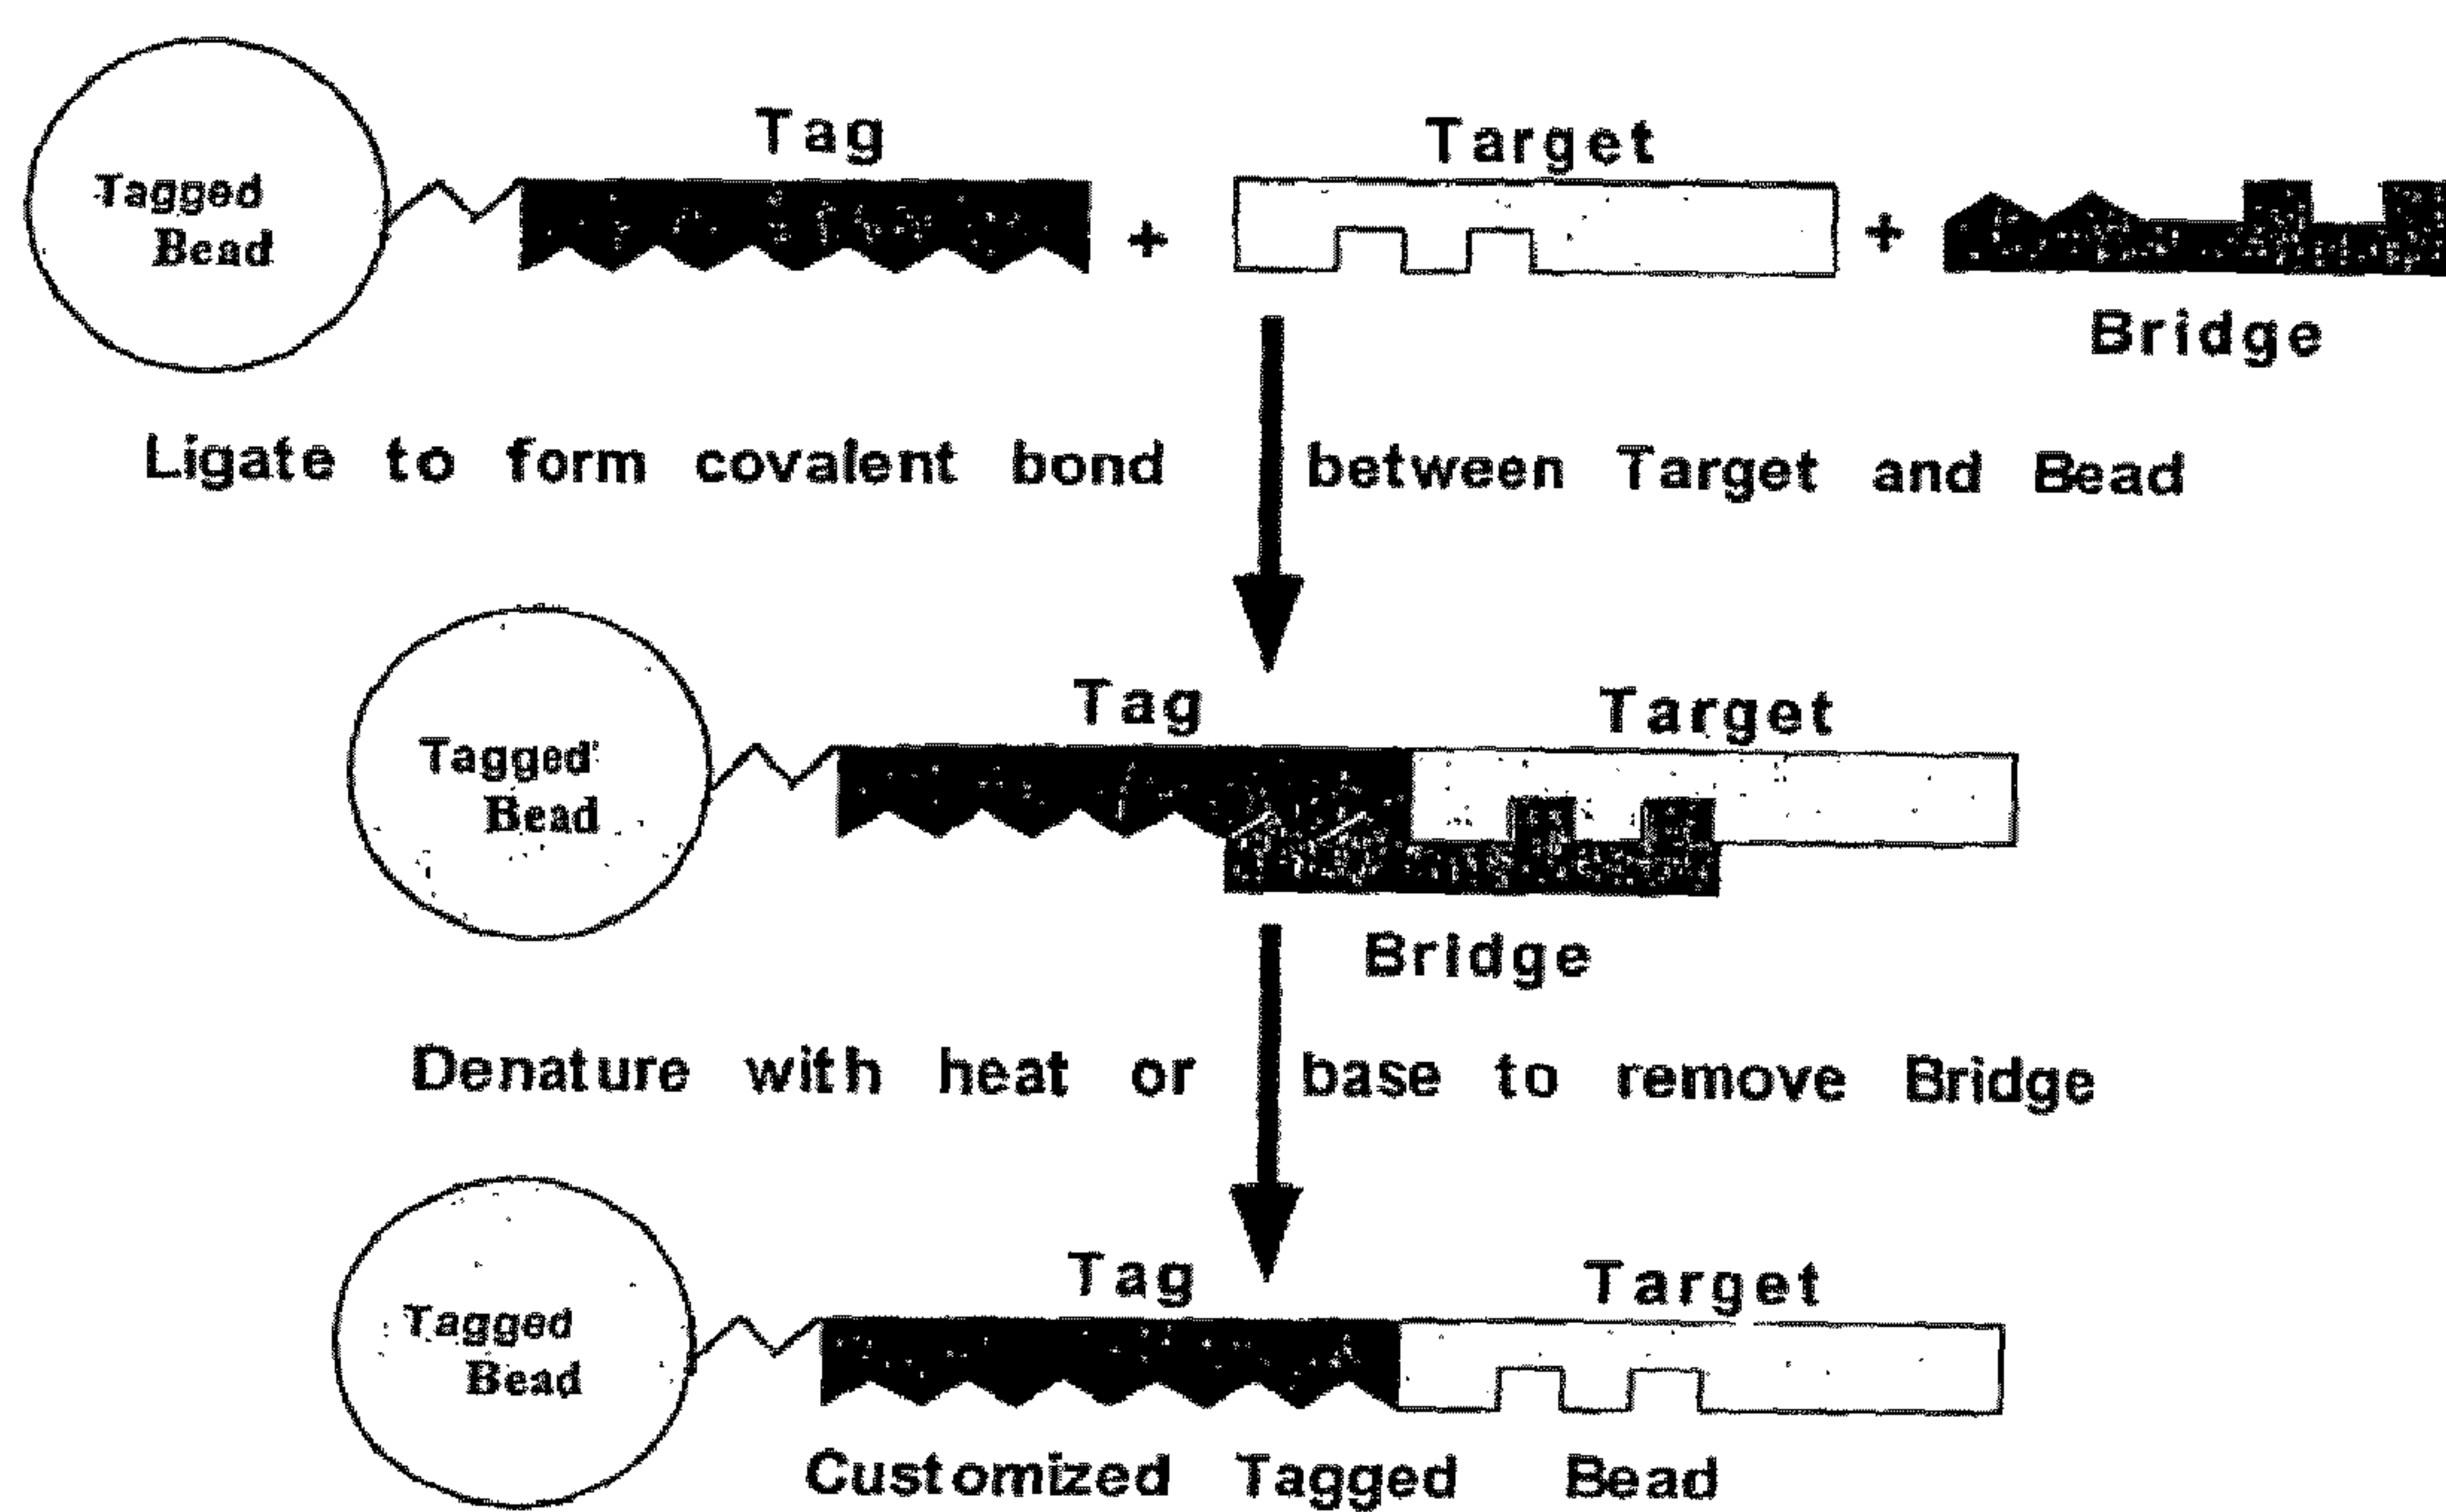 Tag
Target
Tagged
Bead
+
+
Bridge
Ligate to form covalent bond between Target and Bead
Tag
Target
Tagged
Bead
Bridge
Denature with heat or base to remove Bridge
Tag
Target
Tagged
Bead
Customized Tagged Bead